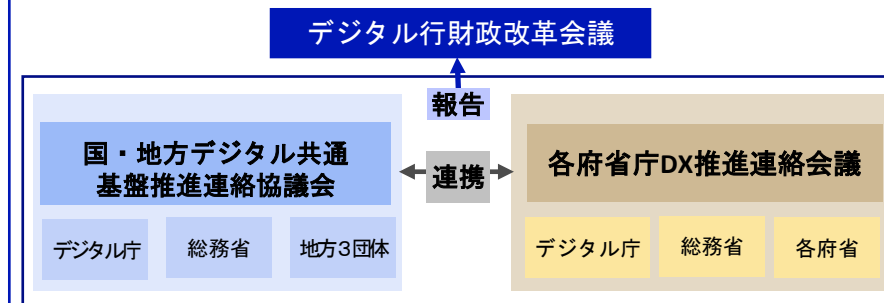 デジタル行財政改革会議
報告
国・地方デジタル共通
基盤推進連絡協議会
連携
各府省庁DX推進連絡会議
デジタル庁
総務省
地方3団体
デジタル庁
総務省
各府省